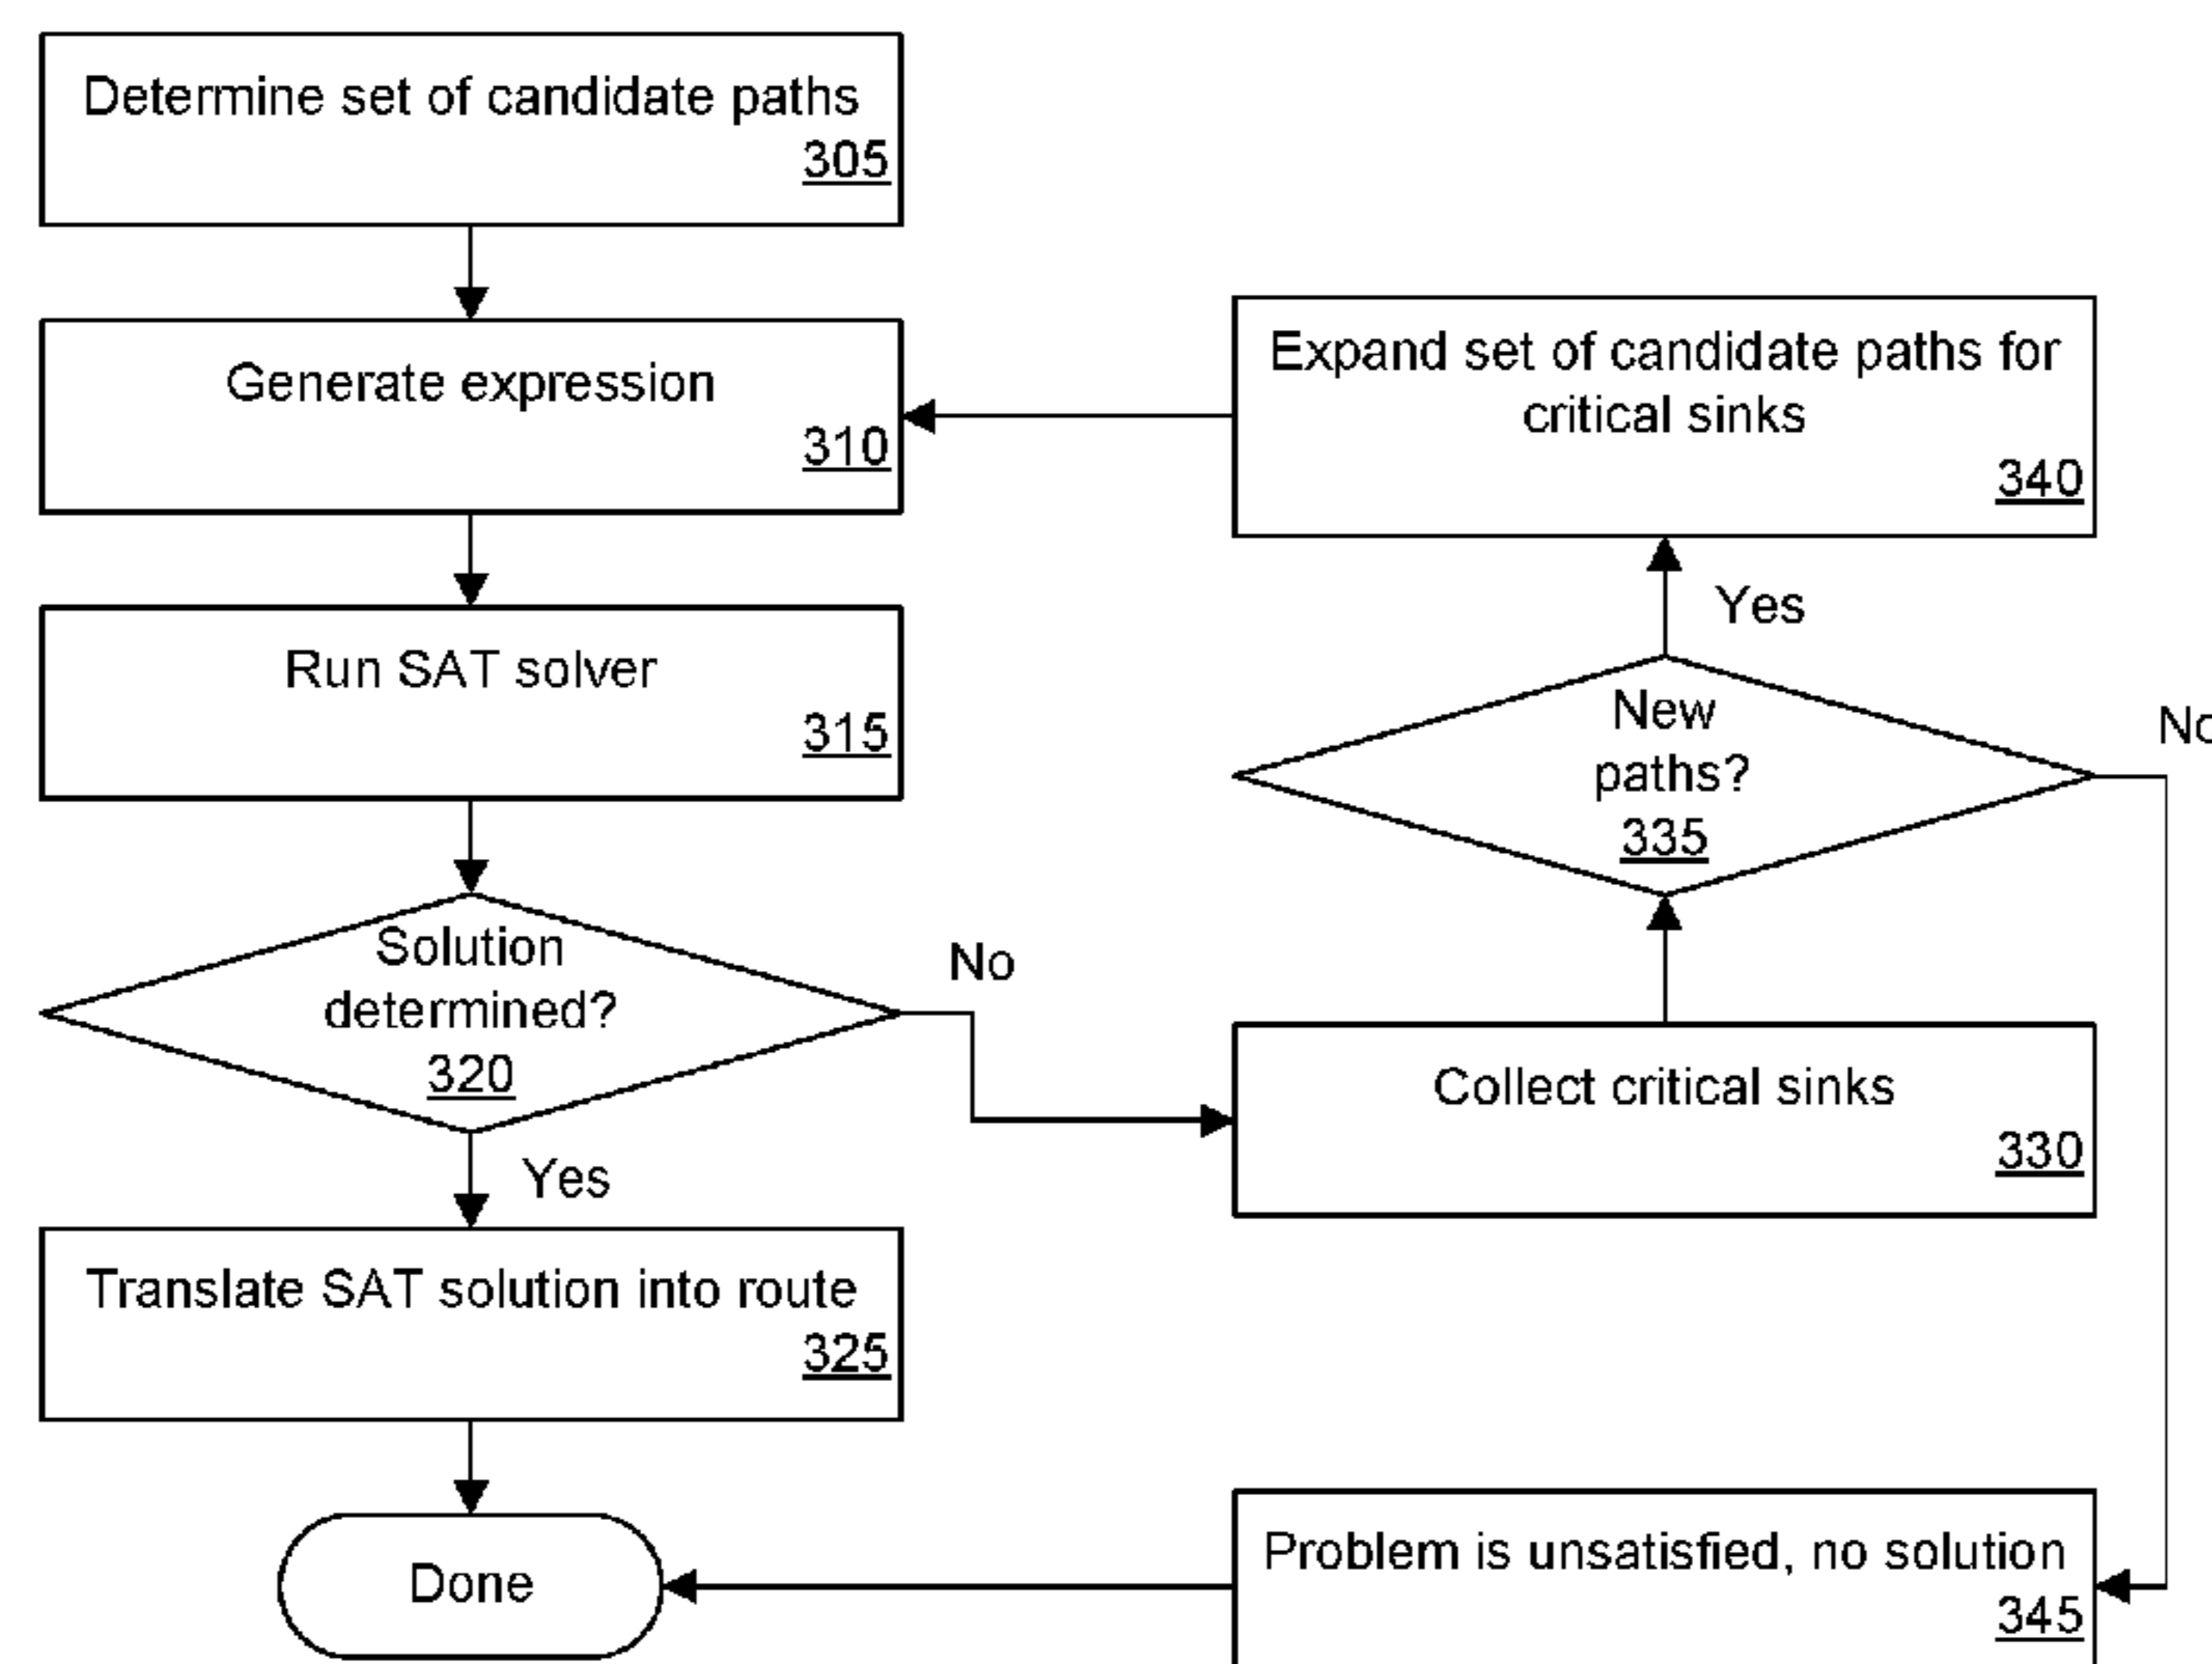 Determine set of candidate paths
305
Generate expression
310
Run SAT solver
315
Solution
determined?
320
No
Yes
Translate SAT solution into route
325
Done
Expand set of candidate paths for
critical sinks
340
Yes
New
paths?
335
No
Collect critical sinks
330
Problem is unsatisfied, no solution
345